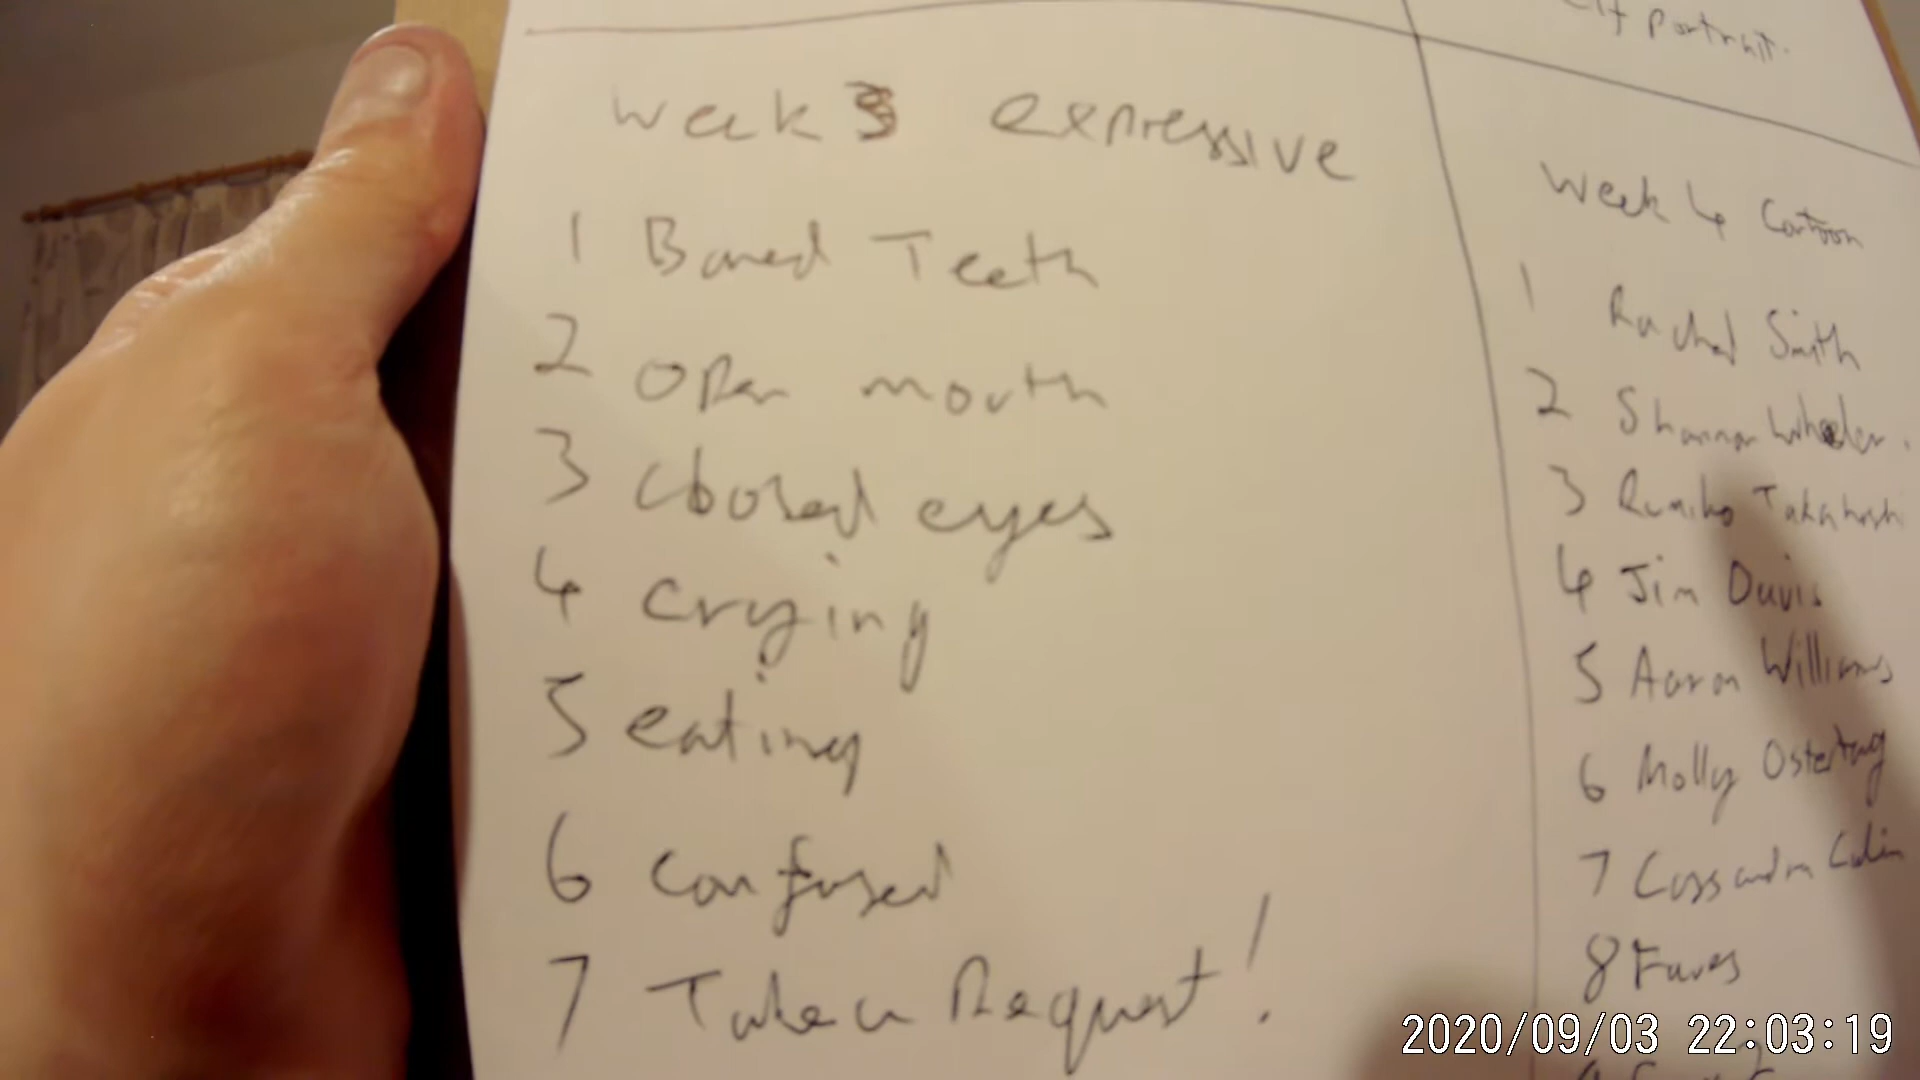 week 3 expressive
1 Bared Teeth
2 open mouth
3 closed eyes
4 crying
5 eating
6 confused
7 Take a Request!
portrait.
Week 4 Cartoon
1 Rachel Smith
2 Shannon Wheeler.
3 Rumiko Takahashi
4 Jim Davis
5 Aaron Williams
6 Molly Ostertag
7 Cassandra Calin
8 Faves
2020/09/03 22:03:19